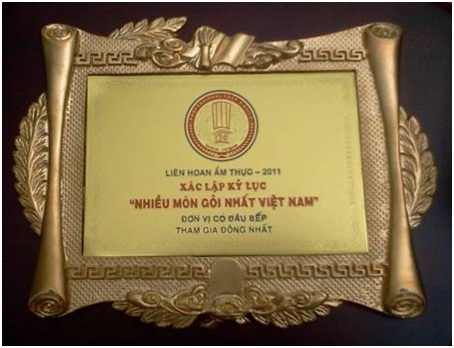 LIÊN HOAN ẨM THỰC - 2011
XÁC LẬP KỶ LỤC
"NHIỀU MÓN GỎI NHẤT VIỆT NAM"
ĐƠN VỊ CÓ ĐẦU BẾP
THAM GIA ĐÔNG NHẤT